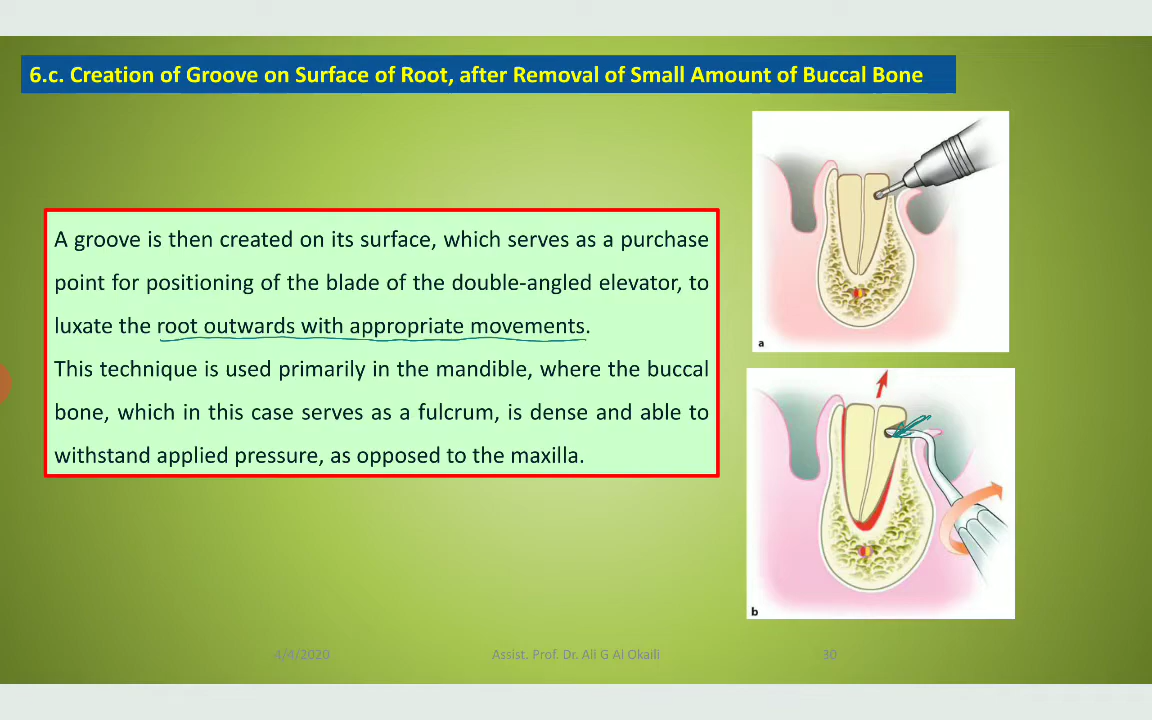 6.c. Creation of Groove on Surface of Root, after Removal of Small Amount of Buccal Bone
A groove is then created on its surface, which serves as a purchase
point for positioning of the blade of the double-angled elevator, to
luxate the root outwards with appropriate movements.
This technique is used primarily in the mandible, where the buccal
bone, which in this case serves as a fulcrum, is dense and able to
withstand applied pressure, as opposed to the maxilla.
a
b
4/4/2020
Assist. Prof. Dr. Ali G Al Okaili
30